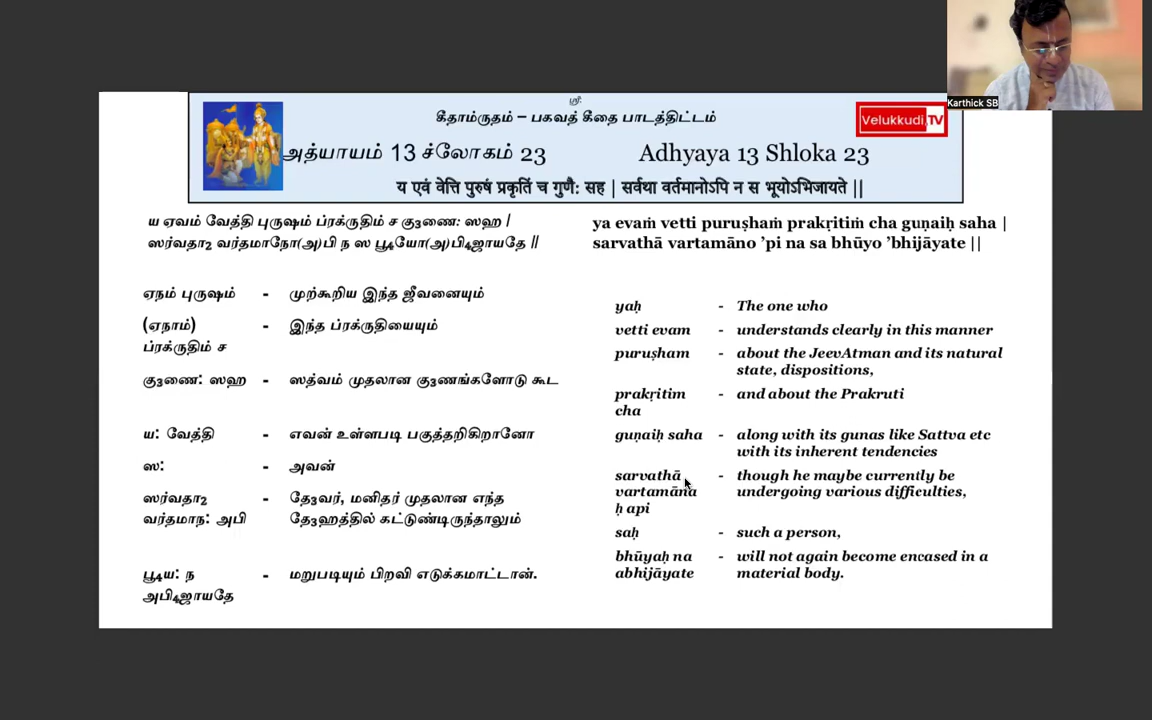 ஸ்ரீ:
கீதாம்ருதம் – பகவத் கீதை பாடத்திட்டம்
Velukkudi.TV
Karthick SB
அத்யாயம் 13 ச்லோகம் 23
Adhyaya 13 Shloka 23
य एवं वेत्ति पुरुषं प्रकृतिं च गुणैः सह | सर्वथा वर्तमानोऽपि न स भूयोऽभिजायते ||
ய ஏவம் வேத்தி புருஷம் ப்ரக்ருதிம் ச கு3ணை: ஸஹ |
ஸர்வதா2 வர்தமாநோ(அ)பி ந ஸ பூ4யோ(அ)பி4ஜாயதே ||
ஏநம் புருஷம் - முற்கூறிய இந்த ஜீவனையும்
(ஏநாம்) - இந்த ப்ரக்ருதியையும்
ப்ரக்ருதிம் ச
கு3ணை: ஸஹ - ஸத்வம் முதலான கு3ணங்களோடு கூட
ய: வேத்தி - எவன் உள்ளபடி பகுத்தறிகிறானோ
ஸ: - அவன்
ஸர்வதா2 - தே3வர், மனிதர் முதலான எந்த
வர்தமாந: அபி தே3ஹத்தில் கட்டுண்டிருந்தாலும்
பூ4ய: ந - மறுபடியும் பிறவி எடுக்கமாட்டான்.
அபி4ஜாயதே
ya evaṁ vetti puruṣhaṁ prakṛitiṁ cha guṇaiḥ saha |
sarvathā vartamāno ’pi na sa bhūyo ’bhijāyate ||
yaḥ - The one who
vetti evam - understands clearly in this manner
puruṣham - about the JeevAtman and its natural
state, dispositions,
prakṛitim - and about the Prakruti
cha
guṇaiḥ saha - along with its gunas like Sattva etc
with its inherent tendencies
sarvathā - though he maybe currently be
vartamāna undergoing various difficulties,
ḥ api
saḥ - such a person,
bhūyaḥ na - will not again become encased in a
abhijāyate material body.